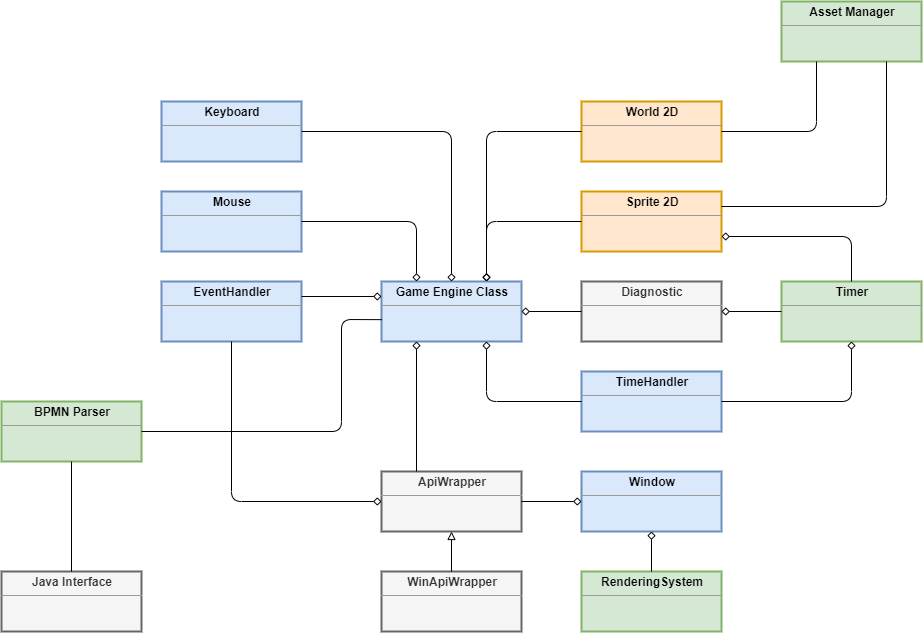 Asset Manager
Keyboard
World 2D
Mouse
Sprite 2D
EventHandler
Game Engine Class
Diagnostic
Timer
TimeHandler
BPMN Parser
ApiWrapper
Window
Java Interface
WinApiWrapper
RenderingSystem